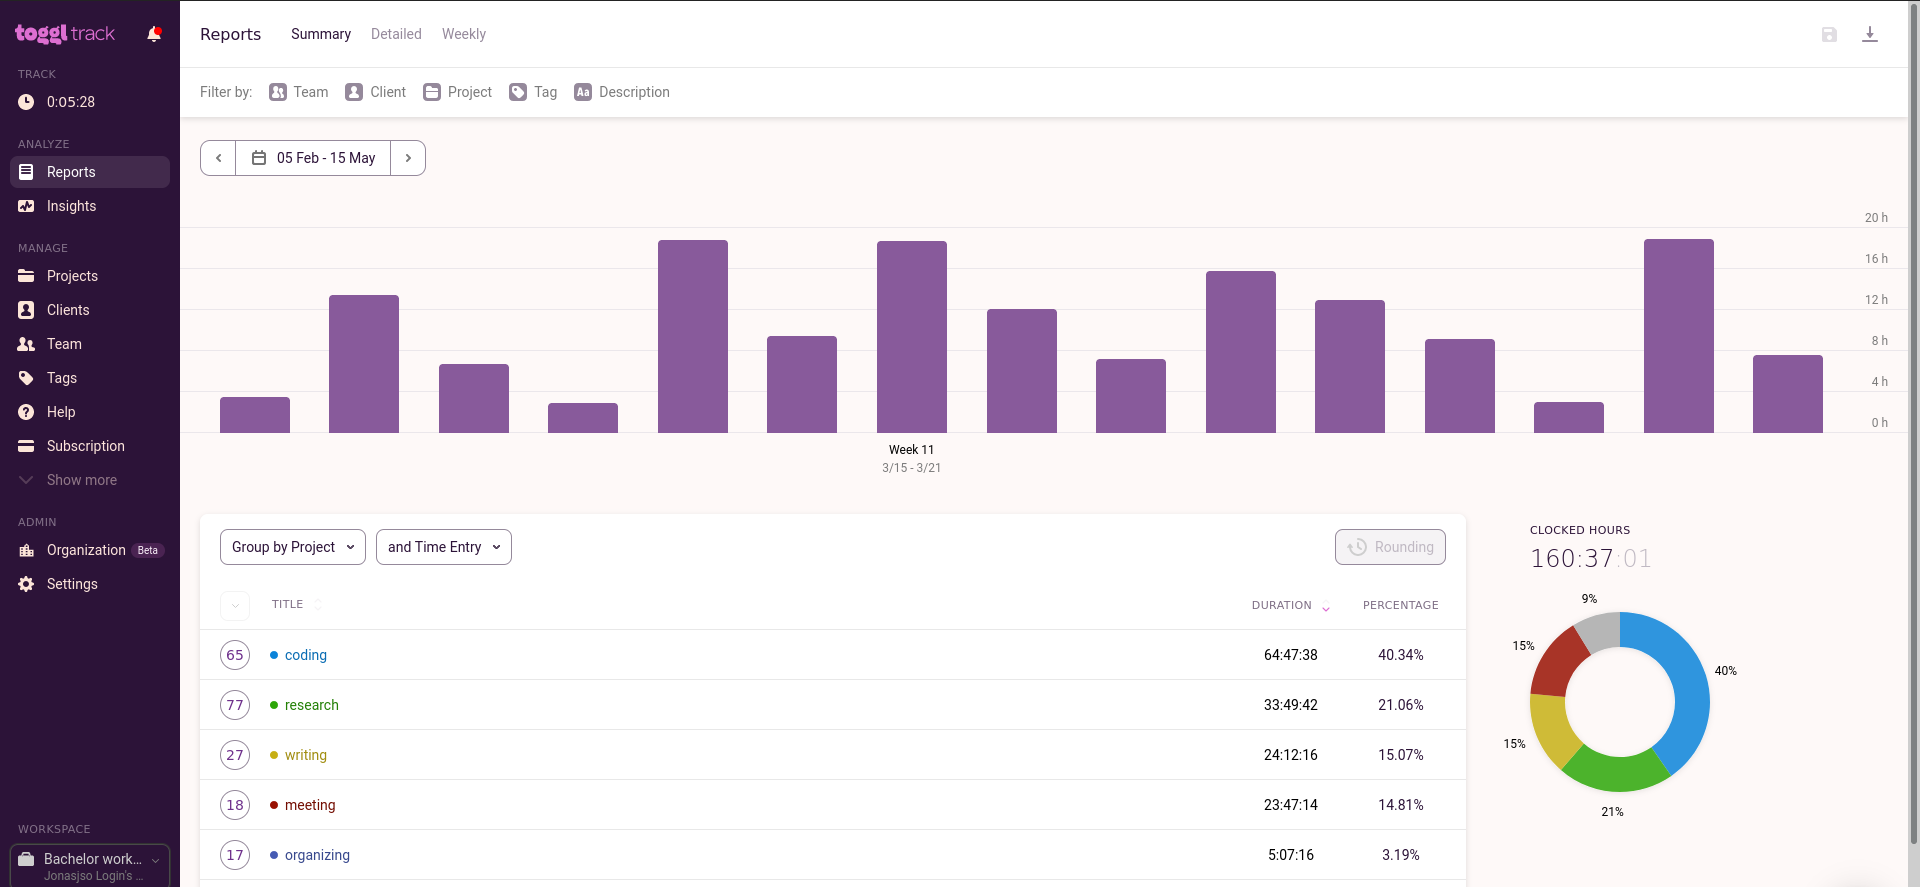 toggl track
TRACK
0:05:28
ANALYZE
Reports
Insights
MANAGE
Projects
Clients
Team
Tags
Help
Subscription
Show more
ADMIN
Organization Beta
Settings
WORKSPACE
Bachelor work...
Jonasjso Login's ...
Reports Summary Detailed Weekly
Filter by: Team Client Project Tag Aa Description
05 Feb - 15 May
20 h
16 h
12 h
8 h
4 h
0 h
Week 11
3/15 - 3/21
Group by Project and Time Entry Rounding
TITLE DURATION PERCENTAGE
65 coding 64:47:38 40.34%
77 research 33:49:42 21.06%
27 writing 24:12:16 15.07%
18 meeting 23:47:14 14.81%
17 organizing 5:07:16 3.19%
CLOCKED HOURS
160:37:01
9%
15%
40%
15%
21%